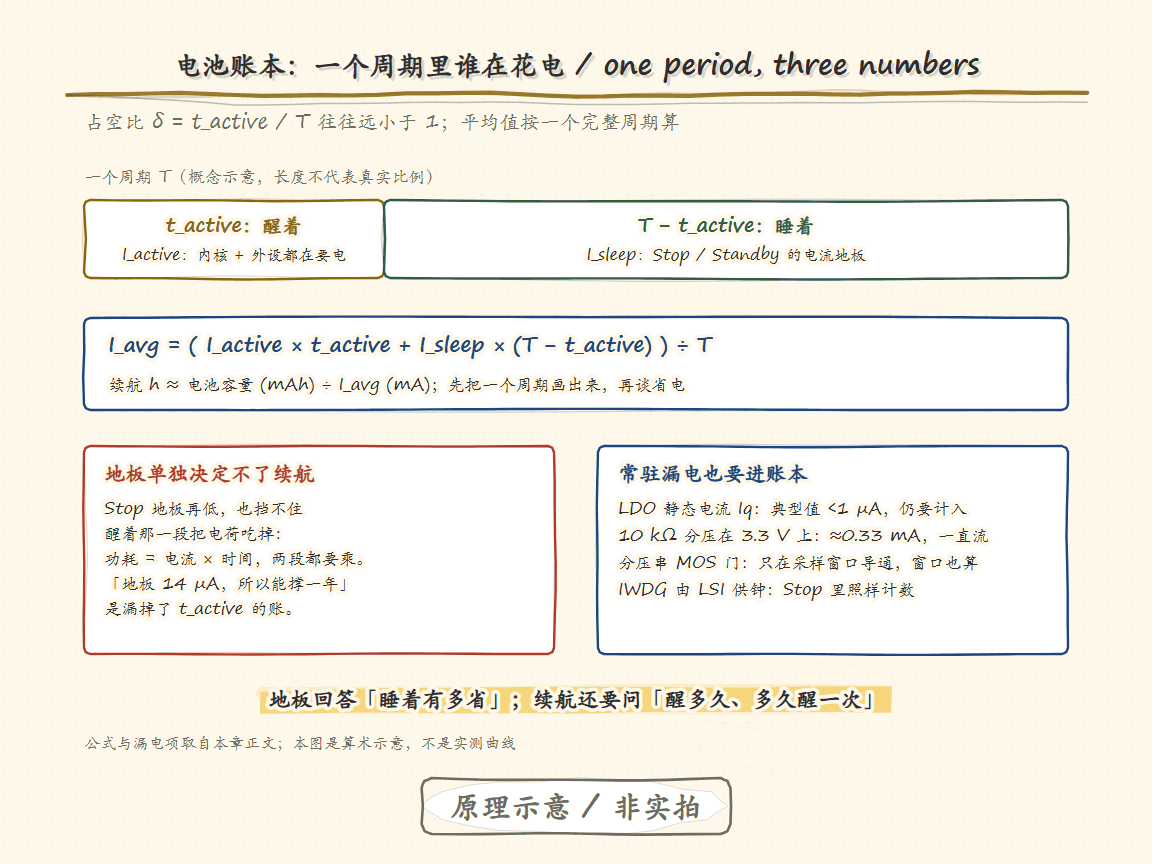 电池账本：一个周期里谁在花电 / one period, three numbers
占空比 δ = t_active / T 往往远小于 1；平均值按一个完整周期算
一个周期 T（概念示意，长度不代表真实比例）
t_active：醒着
I_active：内核 + 外设都在要电
T − t_active：睡着
I_sleep：Stop / Standby 的电流地板
I_avg = ( I_active × t_active + I_sleep × (T − t_active) ) ÷ T
续航 h ≈ 电池容量 (mAh) ÷ I_avg (mA)；先把一个周期画出来，再谈省电
地板单独决定不了续航
Stop 地板再低，也挡不住
醒着那一段把电荷吃掉：
功耗 = 电流 × 时间，两段都要乘。
「地板 14 μA，所以能撑一年」
是漏掉了 t_active 的账。
常驻漏电也要进账本
LDO 静态电流 Iq：典型值 <1 μA，仍要计入
10 kΩ 分压在 3.3 V 上：≈0.33 mA，一直流
分压串 MOS 门：只在采样窗口导通，窗口也算
IWDG 由 LSI 供钟：Stop 里照样计数
地板回答「睡着有多省」；续航还要问「醒多久、多久醒一次」
公式与漏电项取自本章正文；本图是算术示意，不是实测曲线
原理示意 / 非实拍